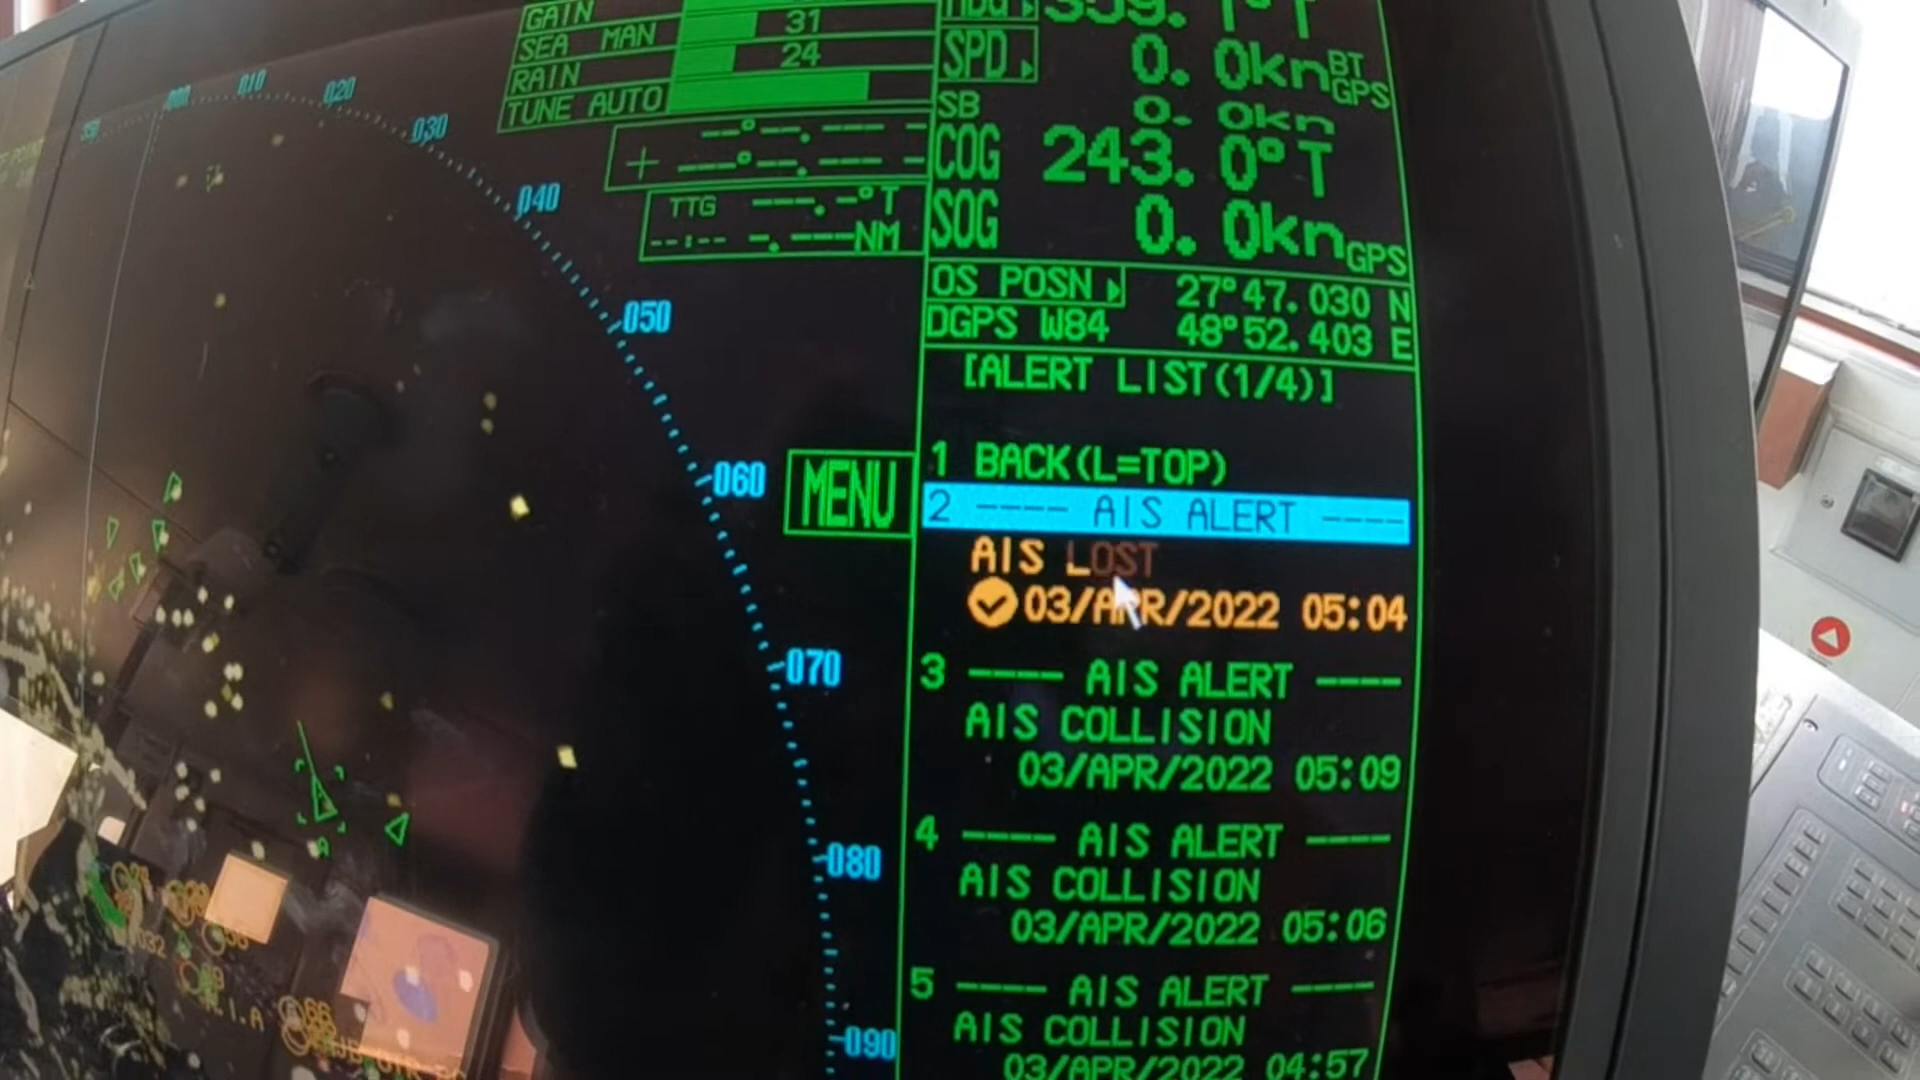 GAIN
SEA MAN 31
RAIN 24
TUNE AUTO
TTG
NM
HDG 359.1°T
SPD 0.0kn BT GPS
SB 0.0kn
COG 243.0°T
SOG 0.0kn GPS
OS POSN 27°47.030 N
DGPS W84 48°52.403 E
[ALERT LIST(1/4)]
1 BACK(L=TOP)
2 ---- AIS ALERT ----
AIS LOST
03/APR/2022 05:04
3 ---- AIS ALERT ----
AIS COLLISION
03/APR/2022 05:09
4 ---- AIS ALERT ----
AIS COLLISION
03/APR/2022 05:06
5 ---- AIS ALERT ----
AIS COLLISION
03/APR/2022 04:57
MENU
000
010
020
030
040
050
060
070
080
090